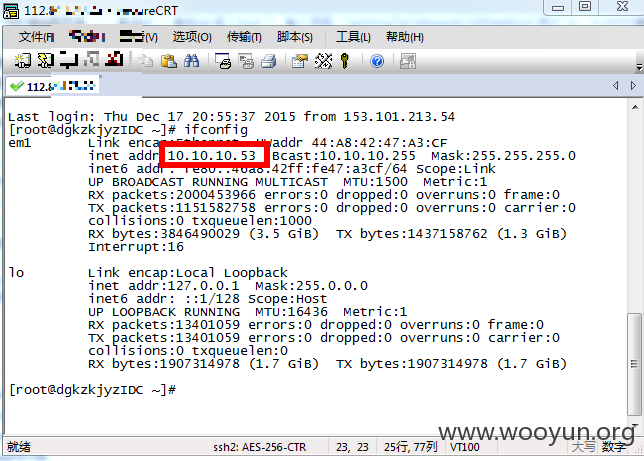 112. ureCRT
文件(F) (V) 选项(O) 传输(T) 脚本(S) 工具(L) 帮助(H)
112.
Last login: Thu Dec 17 20:55:37 2015 from 153.101.213.54
[root@dgkzkjyzIDC ~]# ifconfig
em1 Link encap:Ethernet HWaddr 44:A8:42:47:A3:CF
inet addr:10.10.10.53 Bcast:10.10.10.255 Mask:255.255.255.0
inet6 addr: fe80::46a8:42ff:fe47:a3cf/64 Scope:Link
UP BROADCAST RUNNING MULTICAST MTU:1500 Metric:1
RX packets:2000453966 errors:0 dropped:0 overruns:0 frame:0
TX packets:1151582758 errors:0 dropped:0 overruns:0 carrier:0
collisions:0 txqueuelen:1000
RX bytes:3846490029 (3.5 GiB) TX bytes:1437158762 (1.3 GiB)
Interrupt:16
lo Link encap:Local Loopback
inet addr:127.0.0.1 Mask:255.0.0.0
inet6 addr: ::1/128 Scope:Host
UP LOOPBACK RUNNING MTU:16436 Metric:1
RX packets:13401059 errors:0 dropped:0 overruns:0 frame:0
TX packets:13401059 errors:0 dropped:0 overruns:0 carrier:0
collisions:0 txqueuelen:0
RX bytes:1907314978 (1.7 GiB) TX bytes:1907314978 (1.7 GiB)
[root@dgkzkjyzIDC ~]#
www.wooyun.org
就绪 ssh2: AES-256-CTR 23, 23 25行, 77列 VT100 大写 数字